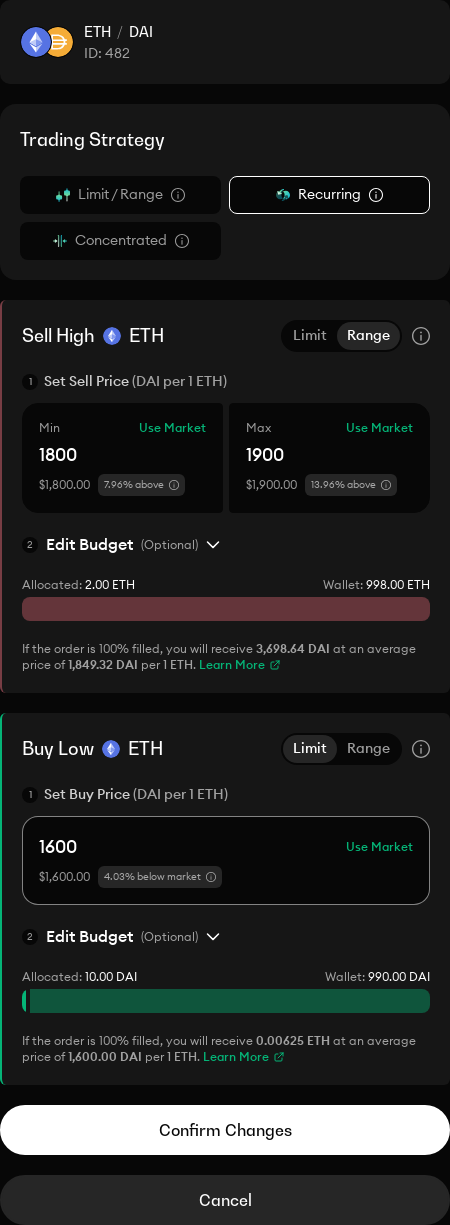 ETH / DAI
ID: 482
Trading Strategy
Limit / Range
Recurring
Concentrated
Sell High ETH
Limit Range
1 Set Sell Price (DAI per 1 ETH)
Min Use Market
1800
$1,800.00 7.96% above
Max Use Market
1900
$1,900.00 13.96% above
2 Edit Budget (Optional)
Allocated: 2.00 ETH Wallet: 998.00 ETH
If the order is 100% filled, you will receive 3,698.64 DAI at an average
price of 1,849.32 DAI per 1 ETH. Learn More
Buy Low ETH
Limit Range
1 Set Buy Price (DAI per 1 ETH)
1600 Use Market
$1,600.00 4.03% below market
2 Edit Budget (Optional)
Allocated: 10.00 DAI Wallet: 990.00 DAI
If the order is 100% filled, you will receive 0.00625 ETH at an average
price of 1,600.00 DAI per 1 ETH. Learn More
Confirm Changes
Cancel